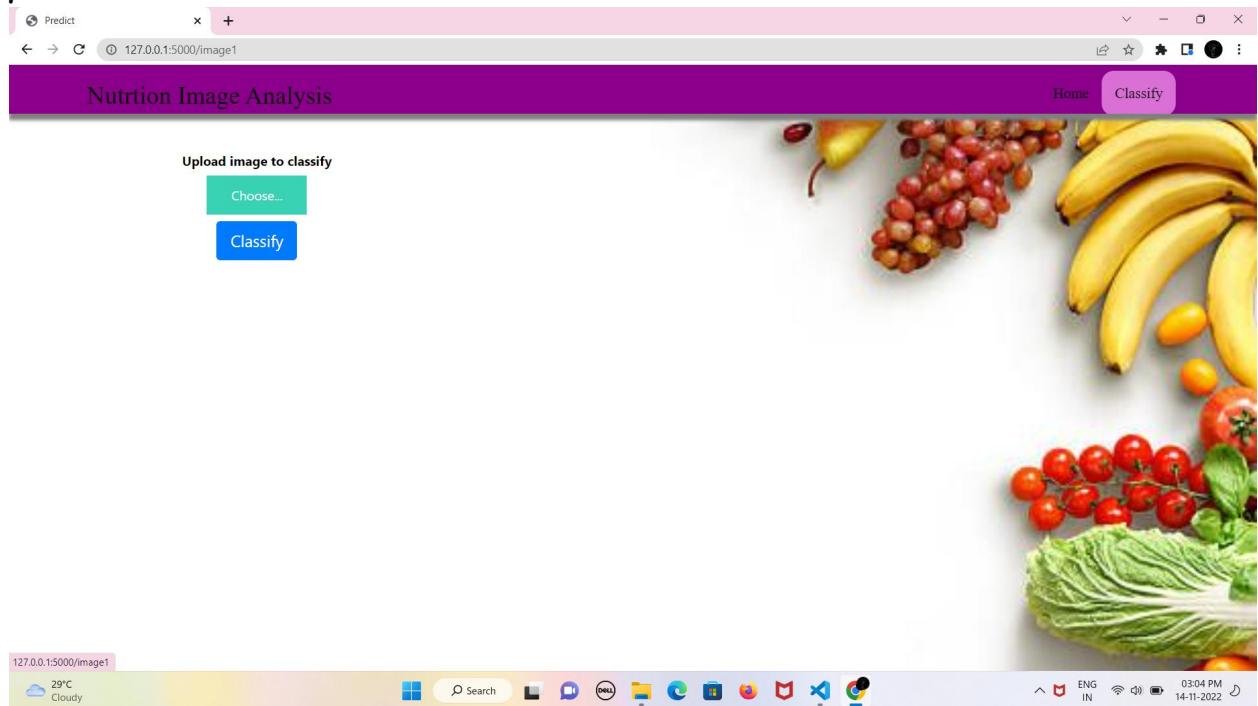 Predict
127.0.0.1:5000/image1
Nutrtion Image Analysis
Home
Classify
Upload image to classify
Choose...
Classify
127.0.0.1:5000/image1
29°C
Cloudy
Search
DELL
ENG
IN
03:04 PM
14-11-2022